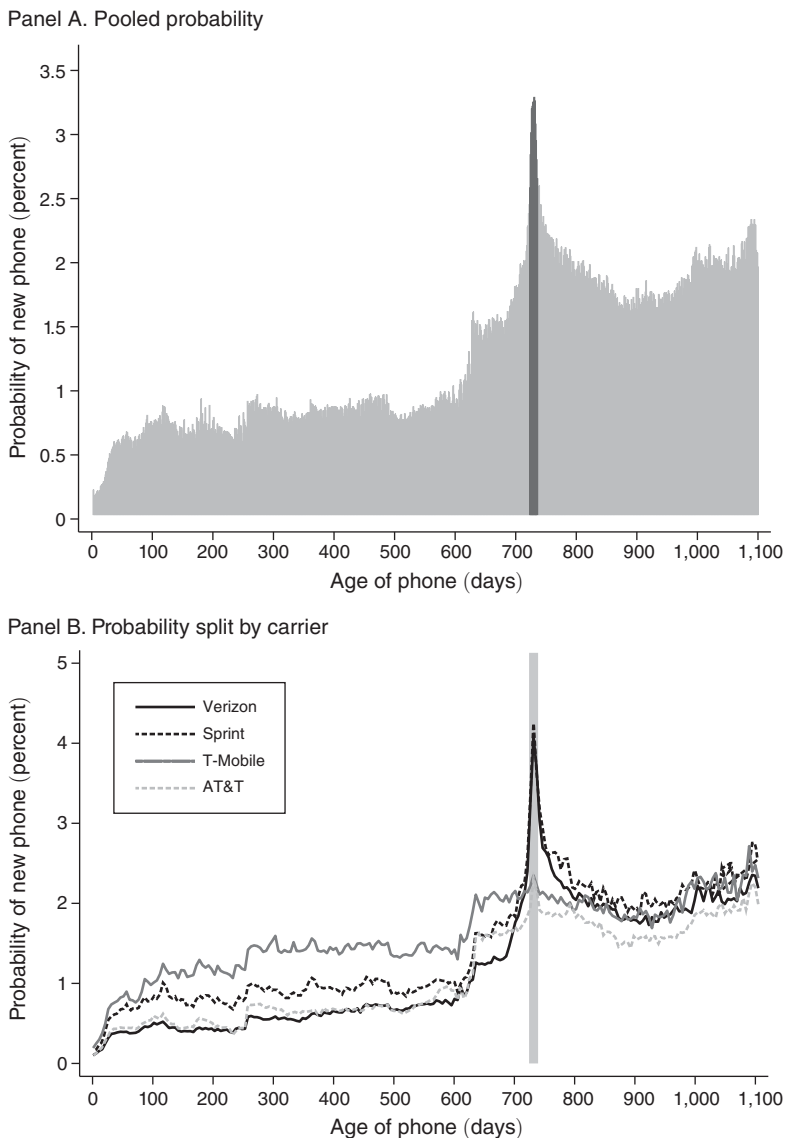 Panel A. Pooled probability
3.5
3
2.5
2
1.5
1
0.5
0
Probability of new phone (percent)
0 100 200 300 400 500 600 700 800 900 1,000 1,100
Age of phone (days)
Panel B. Probability split by carrier
5
4
3
2
1
0
Probability of new phone (percent)
Verizon
Sprint
T-Mobile
AT&T
0 100 200 300 400 500 600 700 800 900 1,000 1,100
Age of phone (days)